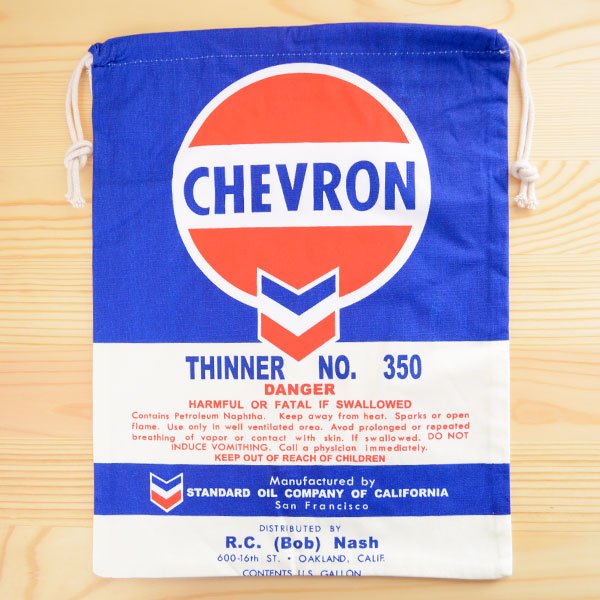 CHEVRON
THINNER NO. 350
DANGER
HARMFUL OR FATAL IF SWALLOWED
Contains Petroleum Naphtha. Keep away from heat. Sparks or open
flame. Use only in well ventilated area. Avod prolonged or repeated
breathing of vapor or contact with skin. If swallowed. DO NOT
INDUCE VOMITHING. Call a physician immediately.
KEEP OUT OF REACH OF CHILDREN
Manufactured by
STANDARD OIL COMPANY OF CALIFORNIA
San Francisco
DISTRIBUTED BY
R.C. (Bob) Nash
600-16th ST. • OAKLAND, CALIF.
CONTENTS U.S. GALLON